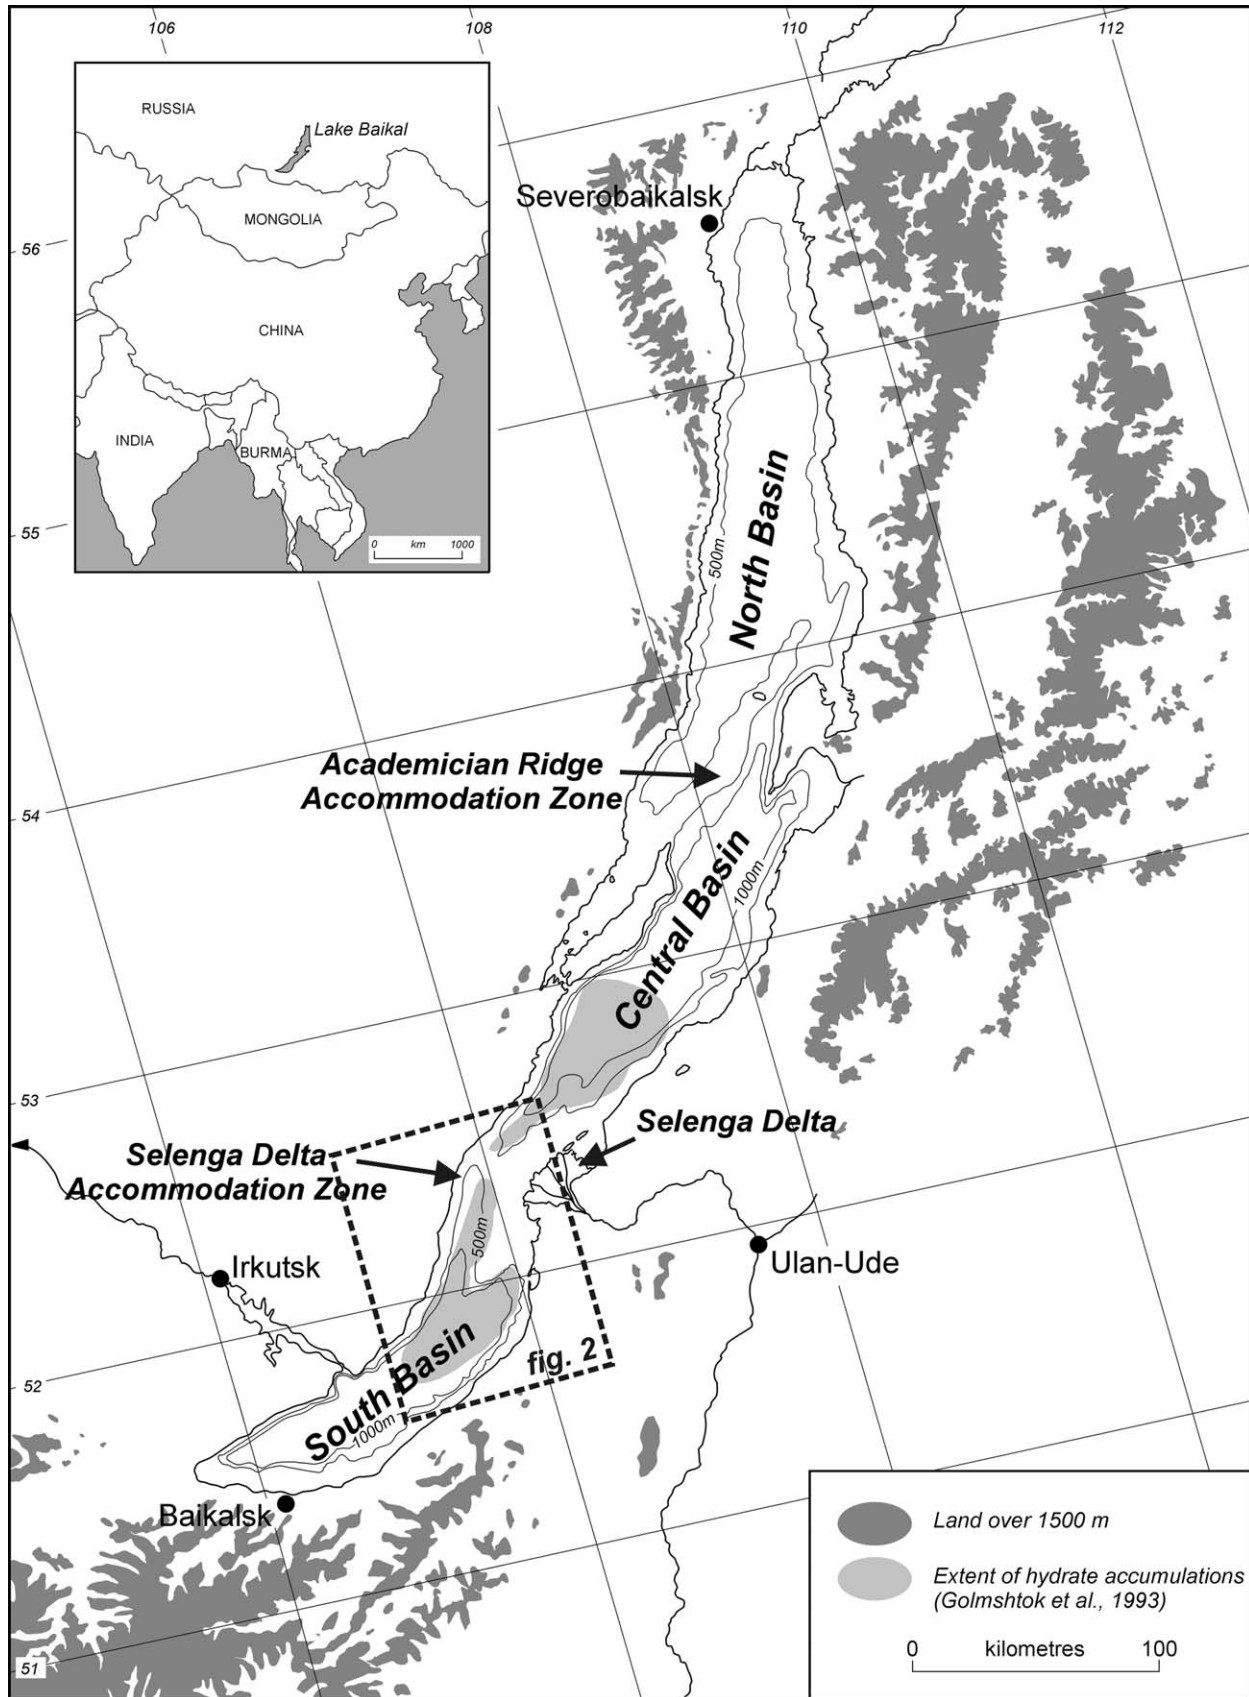 106
108
110
112
RUSSIA
Lake Baikal
MONGOLIA
CHINA
INDIA
BURMA
0 km 1000
Severobaikalsk
56
55
500m
North Basin
Academician Ridge
Accommodation Zone
54
Central Basin
1000m
53
Selenga Delta
Selenga Delta
Accommodation Zone
500m
Irkutsk
Ulan-Ude
fig. 2
52
South Basin
1000m
Baikalsk
Land over 1500 m
Extent of hydrate accumulations
(Golmshtok et al., 1993)
0 kilometres 100
51